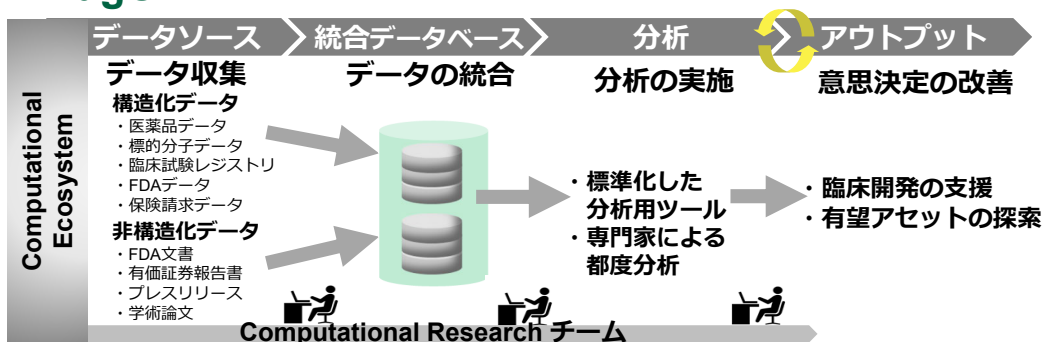 データソース
統合データベース
分析
アウトプット
データ収集
データの統合
分析の実施
意思決定の改善
Computational
Ecosystem
構造化データ
・医薬品データ
・標的分子データ
・臨床試験レジストリ
・FDAデータ
・保険請求データ
非構造化データ
・FDA文書
・有価証券報告書
・プレスリリース
・学術論文
・標準化した
分析用ツール
・専門家による
都度分析
・臨床開発の支援
・有望アセットの探索
Computational Research チーム